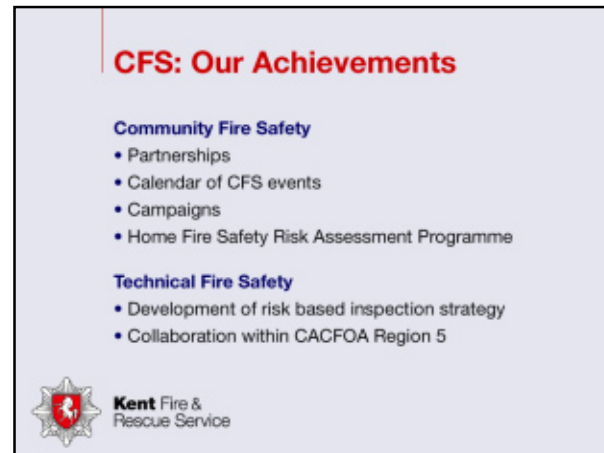 CFS: Our Achievements
Community Fire Safety
• Partnerships
• Calendar of CFS events
• Campaigns
• Home Fire Safety Risk Assessment Programme
Technical Fire Safety
• Development of risk based inspection strategy
• Collaboration within CACFOA Region 5
Kent Fire &
Rescue Service